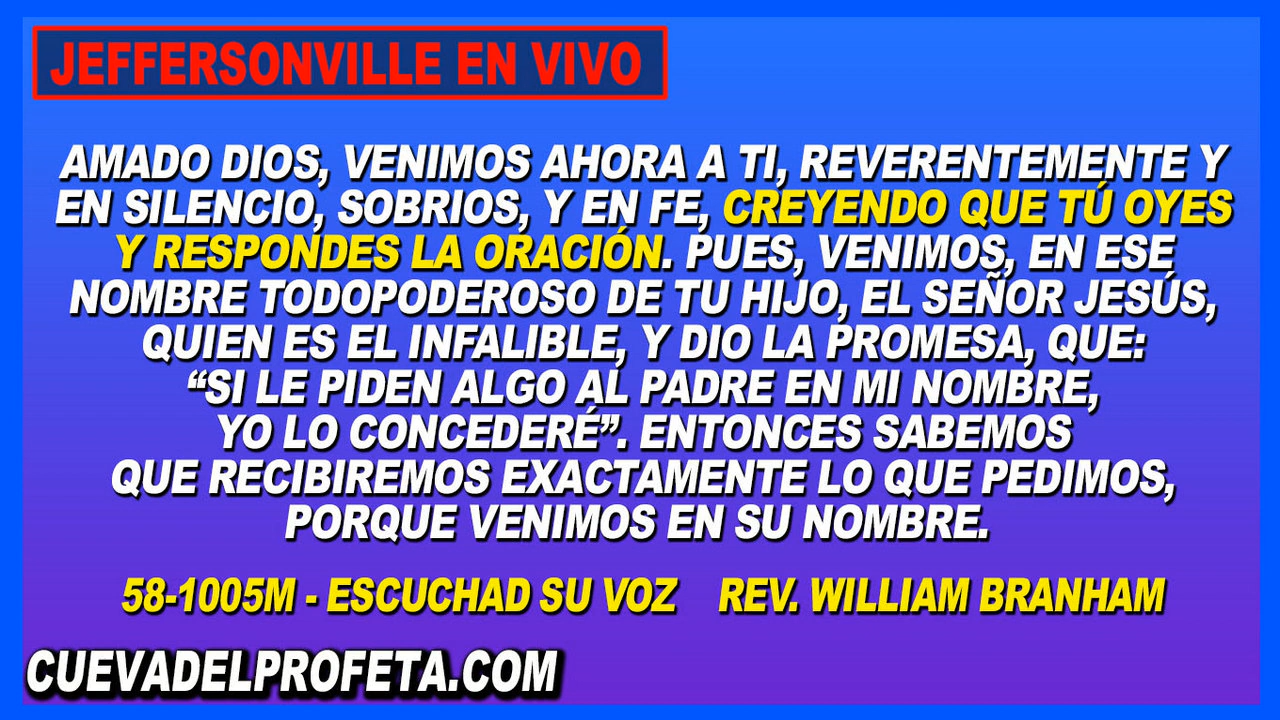 JEFFERSONVILLE EN VIVO
AMADO DIOS, VENIMOS AHORA A TI, REVERENTEMENTE Y
EN SILENCIO, SOBRIOS, Y EN FE, CREYENDO QUE TÚ OYES
Y RESPONDES LA ORACIÓN. PUES, VENIMOS, EN ESE
NOMBRE TODOPODEROSO DE TU HIJO, EL SEÑOR JESÚS,
QUIEN ES EL INFALIBLE, Y DIO LA PROMESA, QUE:
“SI LE PIDEN ALGO AL PADRE EN MI NOMBRE,
YO LO CONCEDERÉ”. ENTONCES SABEMOS
QUE RECIBIREMOS EXACTAMENTE LO QUE PEDIMOS,
PORQUE VENIMOS EN SU NOMBRE.
58-1005M - ESCUCHAD SU VOZ REV. WILLIAM BRANHAM
CUEVADELPROFETA.COM